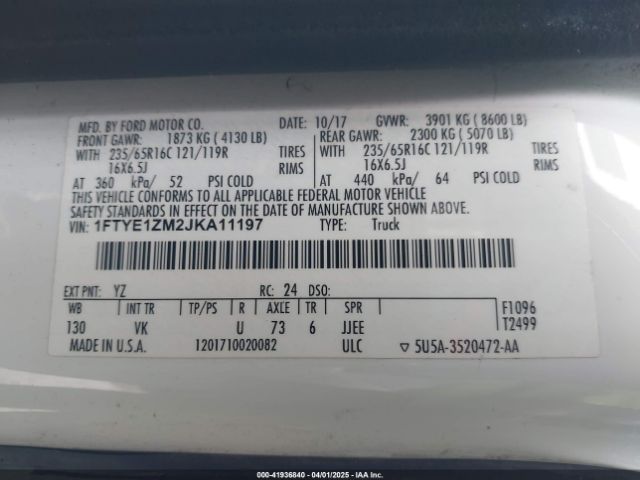 MFD. BY FORD MOTOR CO. DATE: 10/17 GVWR: 3901 KG ( 8600 LB)
FRONT GAWR: 1873 KG ( 4130 LB) REAR GAWR: 2300 KG ( 5070 LB)
WITH 235/65R16C 121/119R TIRES WITH 235/65R16C 121/119R TIRES
16X6.5J RIMS 16X6.5J RIMS
AT 360 kPa/ 52 PSI COLD AT 440 kPa/ 64 PSI COLD
THIS VEHICLE CONFORMS TO ALL APPLICABLE FEDERAL MOTOR VEHICLE
SAFETY STANDARDS IN EFFECT ON THE DATE OF MANUFACTURE SHOWN ABOVE.
VIN: 1FTYE1ZM2JKA11197 TYPE: Truck
EXT PNT: YZ RC: 24 DSO:
WB INT TR TP/PS R AXLE TR SPR F1096
130 VK U 73 6 JJEE T2499
MADE IN U.S.A. 1201710020082 ULC ▽ 5U5A-3520472-AA
000-41936840 - 04/01/2025 - IAA Inc.